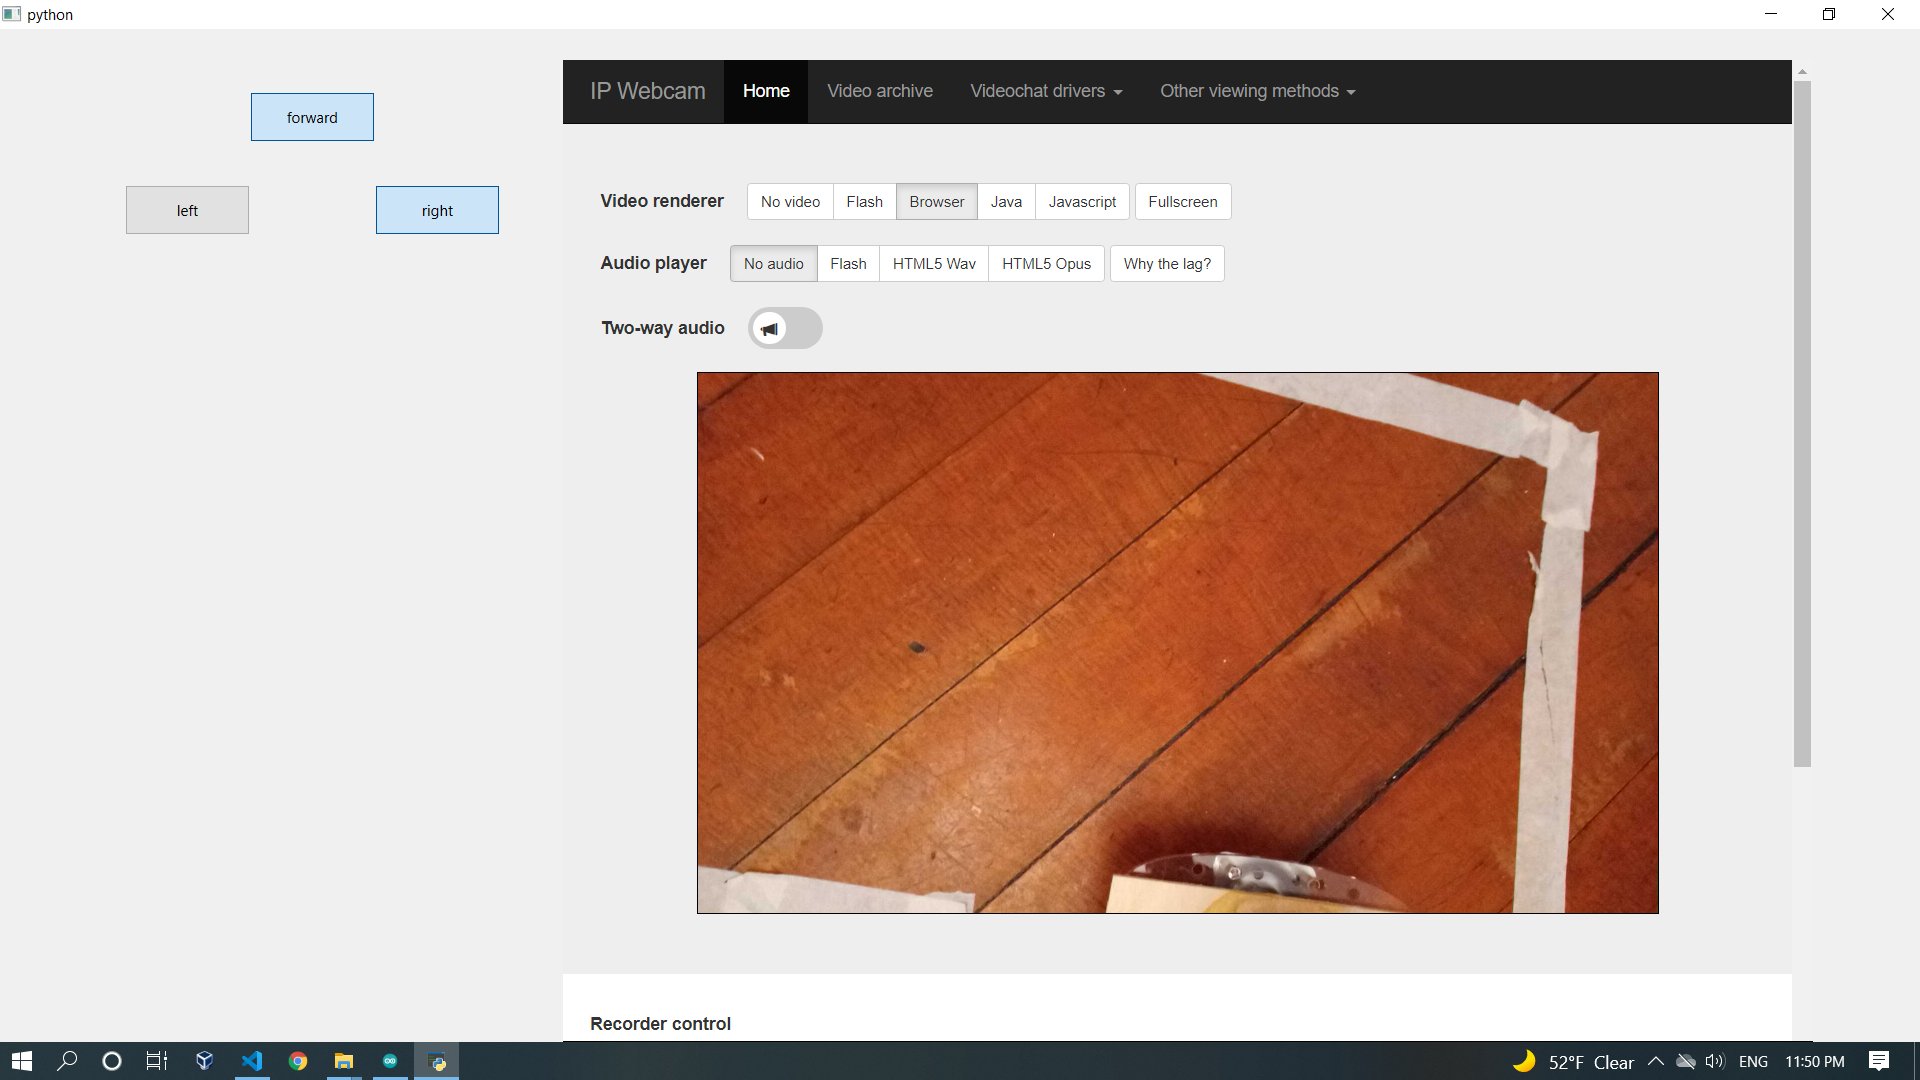 python
forward
left
right
IP Webcam Home Video archive Videochat drivers Other viewing methods
Video renderer No video Flash Browser Java Javascript Fullscreen
Audio player No audio Flash HTML5 Wav HTML5 Opus Why the lag?
Two-way audio
Recorder control
52°F Clear ENG 11:50 PM